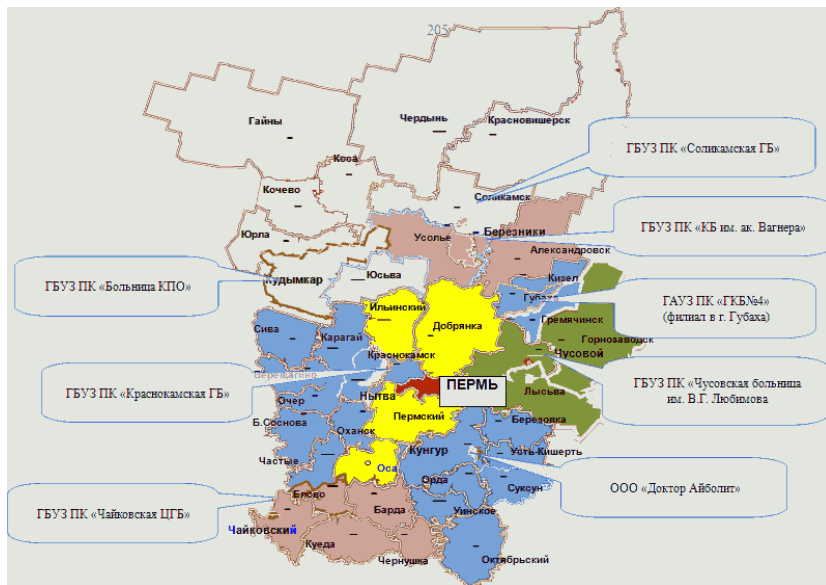 205
Гайны
Чердынь
Красновишерск
ГБУЗ ПК «Соликамская ГБ»
Коса
Кочево
Соликамск
Юрла
Усолье
Березники
ГБУЗ ПК «КБ им. ак. Вагнера»
Александровск
Кудымкар
Юсьва
Кизел
ГБУЗ ПК «Больница КПО»
Губаха
ГАУЗ ПК «ГКБ№4»
(филиал в г. Губаха)
Ильинский
Добрянка
Гремячинск
Сива
Карагай
Горнозаводск
Чусовой
Краснокамск
Верещагино
ПЕРМЬ
ГБУЗ ПК «Чусовская больница
им. В.Г. Любимова
ГБУЗ ПК «Краснокамская ГБ»
Нытва
Лысьва
Очер
Пермский
Б.Соснова
Оханск
Березовка
Частые
Кунгур
Усть-Кишерть
Оса
Орда
Суксун
ООО «Доктор Айболит»
Елово
ГБУЗ ПК «Чайковская ЦГБ»
Барда
Уинское
Чайковский
Куеда
Чернушка
Октябрьский